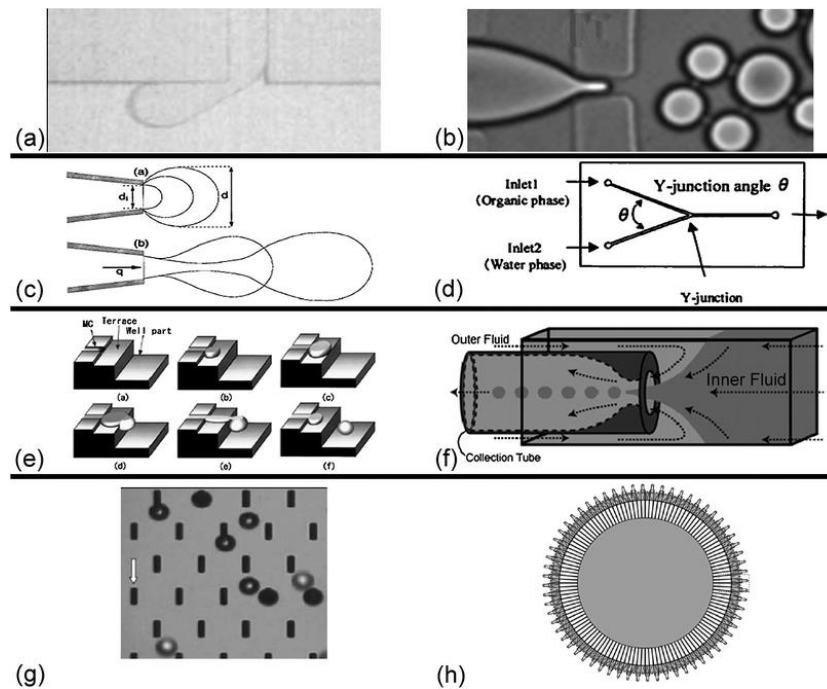 (a)
(b)
(a)
di
d
(b)
q
(c)
Inlet1
(Organic phase)
Y-junction angle θ
θ
Inlet2
(Water phase)
Y-junction
(d)
MC
Terrace
Well part
(a)
(b)
(c)
(d)
(e)
(f)
(e)
Outer Fluid
Inner Fluid
Collection Tube
(f)
(g)
(h)